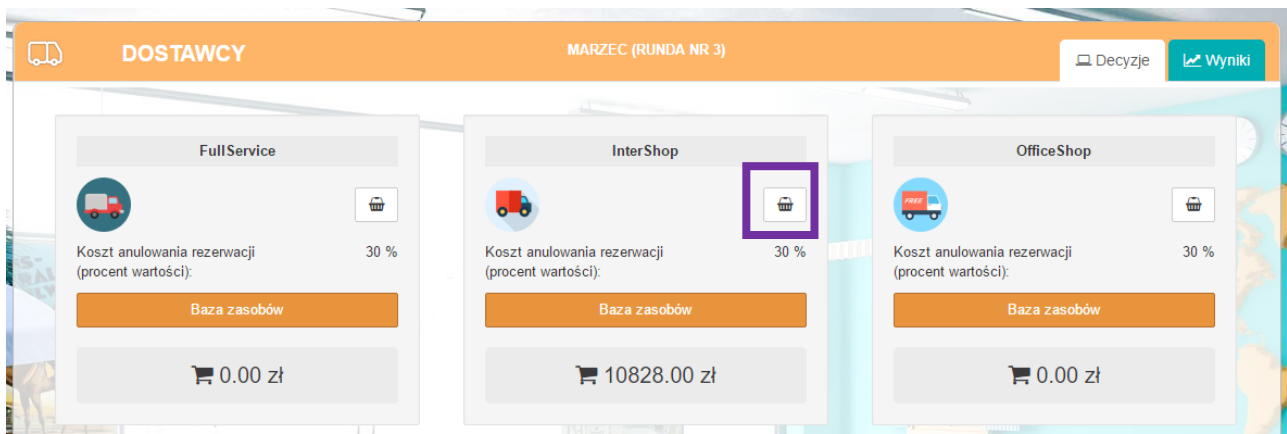 DOSTAWCY
MARZEC (RUNDA NR 3)
Decyzje
Wyniki
FullService
Koszt anulowania rezerwacji
(procent wartości):
30 %
Baza zasobów
0.00 zł
InterShop
Koszt anulowania rezerwacji
(procent wartości):
30 %
Baza zasobów
10828.00 zł
OfficeShop
FREE
Koszt anulowania rezerwacji
(procent wartości):
30 %
Baza zasobów
0.00 zł